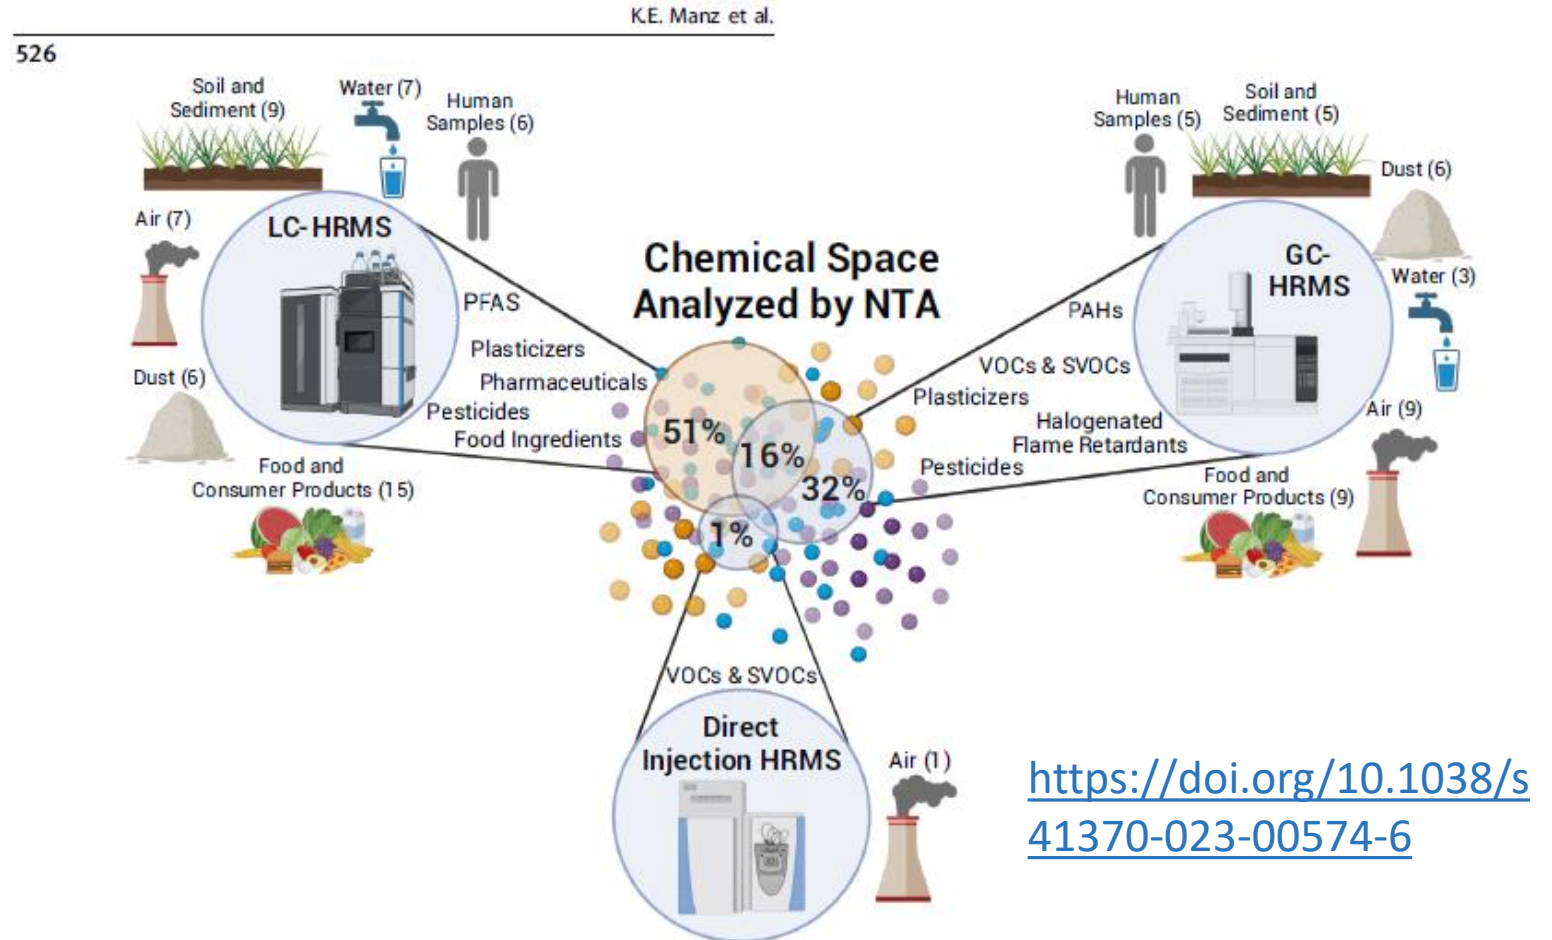 K.E. Manz et al.
526
Soil and
Sediment (9)
Water (7)
Human
Samples (6)
Air (7)
LC-HRMS
Dust (6)
Food and
Consumer Products (15)
PFAS
Plasticizers
Pharmaceuticals
Pesticides
Food Ingredients
Chemical Space
Analyzed by NTA
51%
16%
32%
1%
Human
Samples (5)
Soil and
Sediment (5)
Dust (6)
GC-
HRMS
Water (3)
Air (9)
Food and
Consumer Products (9)
PAHs
VOCs & SVOCs
Plasticizers
Halogenated
Flame Retardants
Pesticides
VOCs & SVOCs
Direct
Injection HRMS
Air (1)
https://doi.org/10.1038/s
41370-023-00574-6